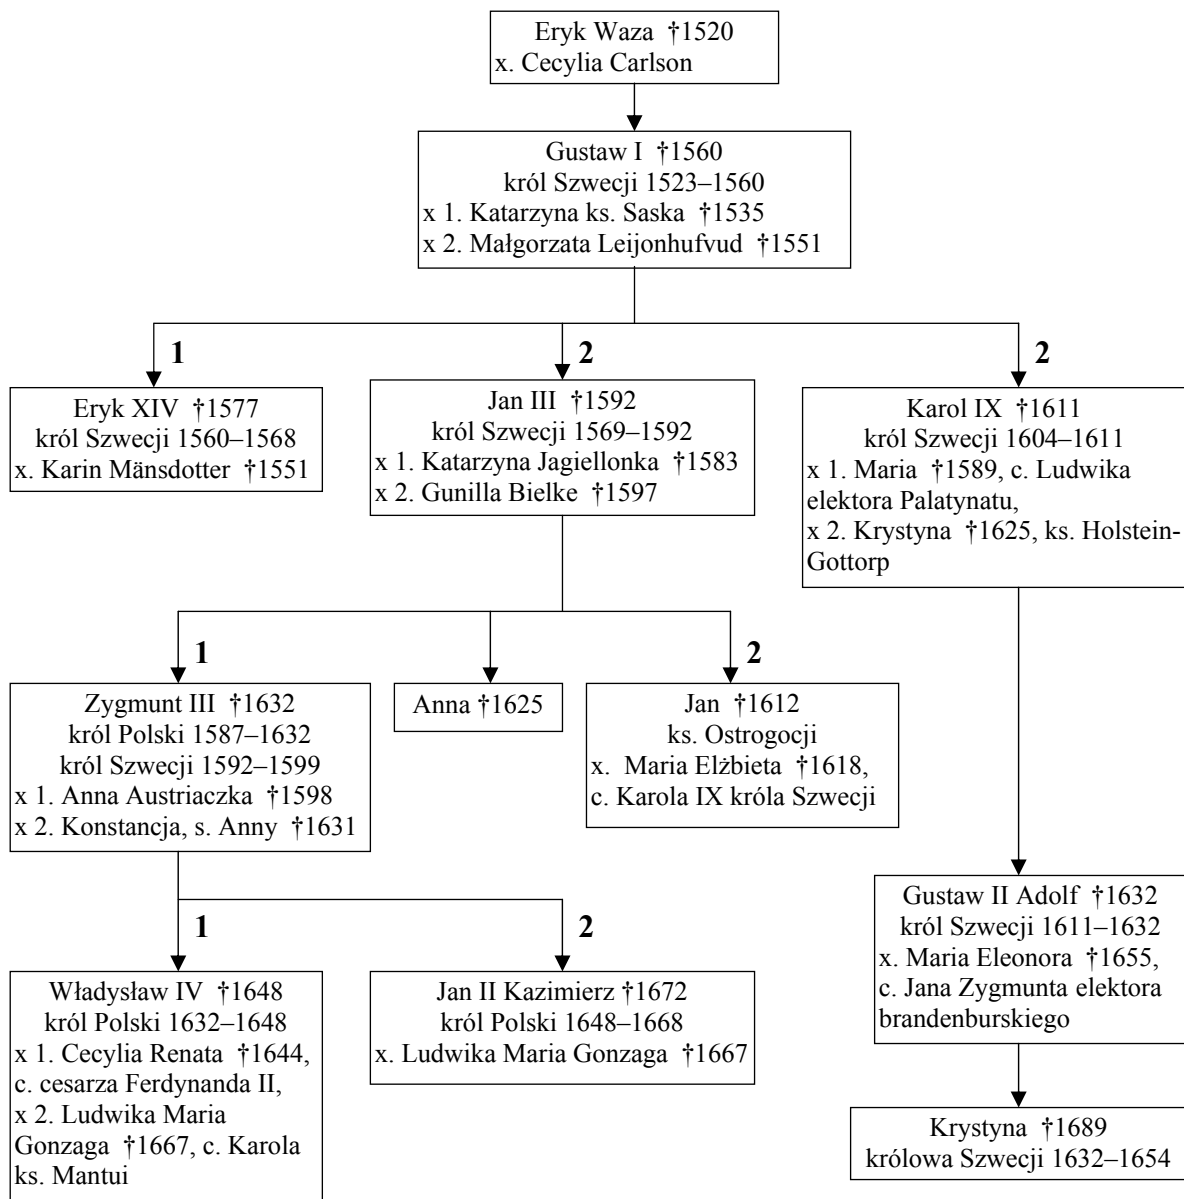 Eryk Waza †1520
x. Cecylia Carlson
Gustaw I †1560
król Szwecji 1523–1560
x 1. Katarzyna ks. Saska †1535
x 2. Małgorzata Leijonhufvud †1551
1
2
2
Eryk XIV †1577
król Szwecji 1560–1568
x. Karin Mänsdotter †1551
Jan III †1592
król Szwecji 1569–1592
x 1. Katarzyna Jagiellonka †1583
x 2. Gunilla Bielke †1597
Karol IX †1611
król Szwecji 1604–1611
x 1. Maria †1589, c. Ludwika
elektora Palatynatu,
x 2. Krystyna †1625, ks. Holstein-
Gottorp
1
2
Zygmunt III †1632
król Polski 1587–1632
król Szwecji 1592–1599
x 1. Anna Austriaczka †1598
x 2. Konstancja, s. Anny †1631
Anna †1625
Jan †1612
ks. Ostrogocji
x. Maria Elżbieta †1618,
c. Karola IX króla Szwecji
Gustaw II Adolf †1632
król Szwecji 1611–1632
x. Maria Eleonora †1655,
c. Jana Zygmunta elektora
brandenburskiego
1
2
Władysław IV †1648
król Polski 1632–1648
x 1. Cecylia Renata †1644,
c. cesarza Ferdynanda II,
x 2. Ludwika Maria
Gonzaga †1667, c. Karola
ks. Mantui
Jan II Kazimierz †1672
król Polski 1648–1668
x. Ludwika Maria Gonzaga †1667
Krystyna †1689
królowa Szwecji 1632–1654